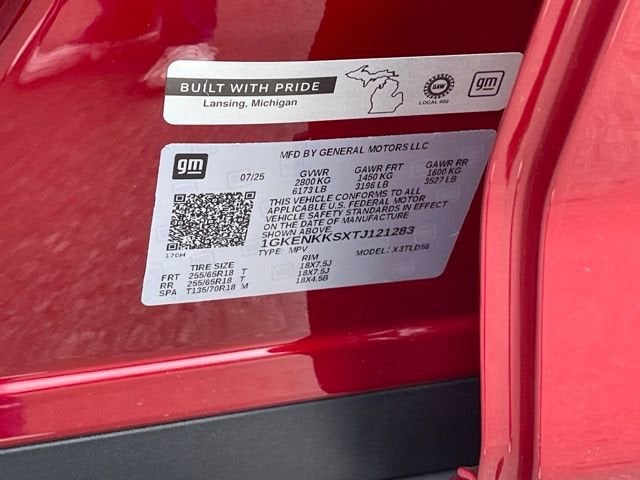 BUILT WITH PRIDE
Lansing, Michigan
UAW
LOCAL 602
gm
gm
MFD BY GENERAL MOTORS LLC
07/25
GVWR GAWR FRT GAWR RR
2800 KG 1450 KG 1600 KG
6173 LB 3196 LB 3527 LB
THIS VEHICLE CONFORMS TO ALL
APPLICABLE U.S. FEDERAL MOTOR
VEHICLE SAFETY STANDARDS IN EFFECT
ON THE DATE OF MANUFACTURE
SHOWN ABOVE.
1GKENKKSXTJ121283
TYPE: MPV MODEL: X3TLD56
170H
TIRE SIZE RIM
FRT 255/65R18 T 18X7.5J
RR 255/65R18 T 18X7.5J
SPA T135/70R18 M 18X4.5B